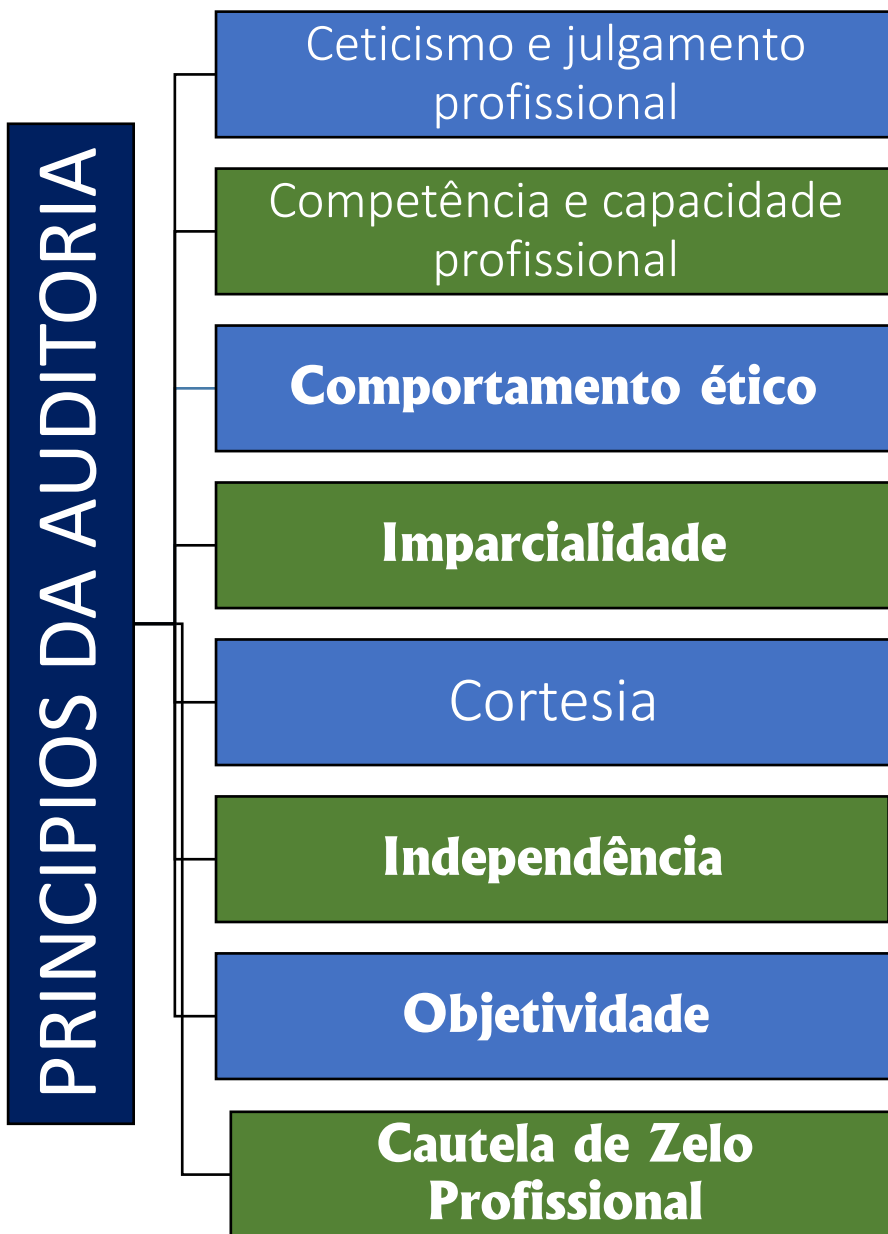 PRINCIPIOS DA AUDITORIA
Ceticismo e julgamento
profissional
Competência e capacidade
profissional
Comportamento ético
Imparcialidade
Cortesia
Independência
Objetividade
Cautela de Zelo
Profissional